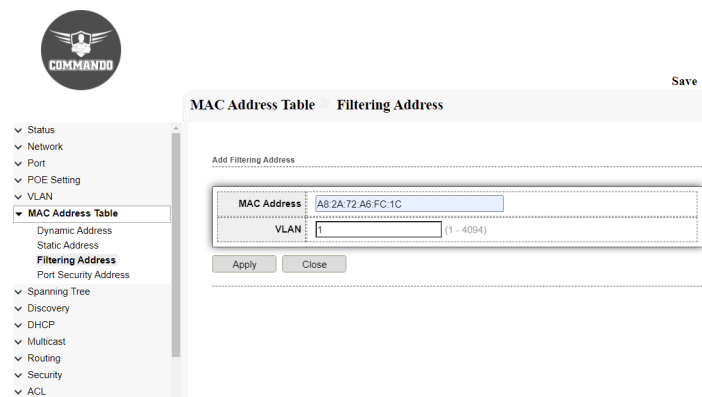 COMMANDO
Save
MAC Address Table Filtering Address
Status
Network
Port
POE Setting
VLAN
MAC Address Table
Dynamic Address
Static Address
Filtering Address
Port Security Address
Spanning Tree
Discovery
DHCP
Multicast
Routing
Security
ACL
Add Filtering Address
MAC Address A8:2A:72:A6:FC:1C
VLAN 1 (1 - 4094)
Apply Close